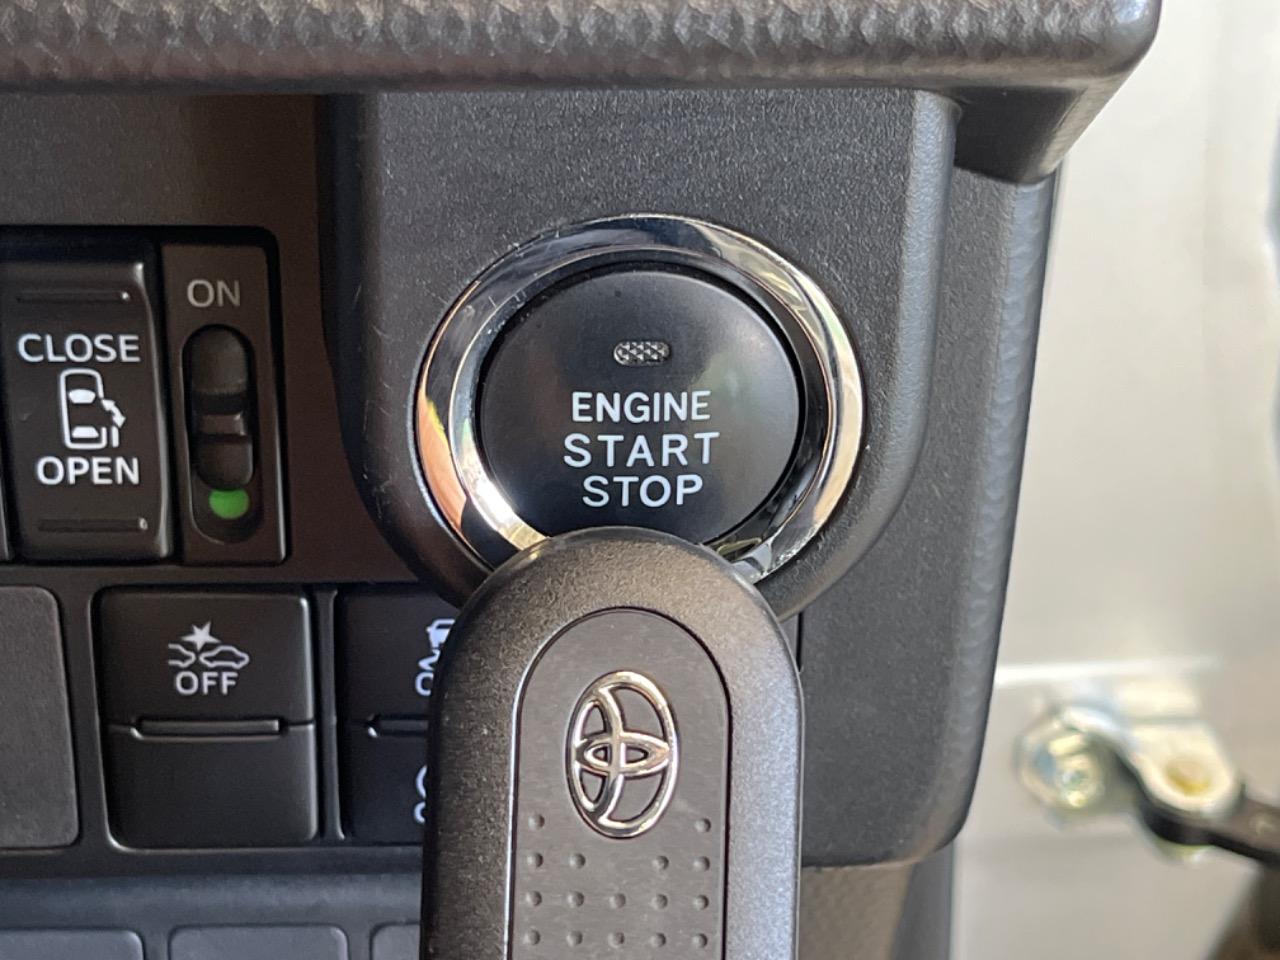 ON
CLOSE
OPEN
ENGINE
START
STOP
OFF